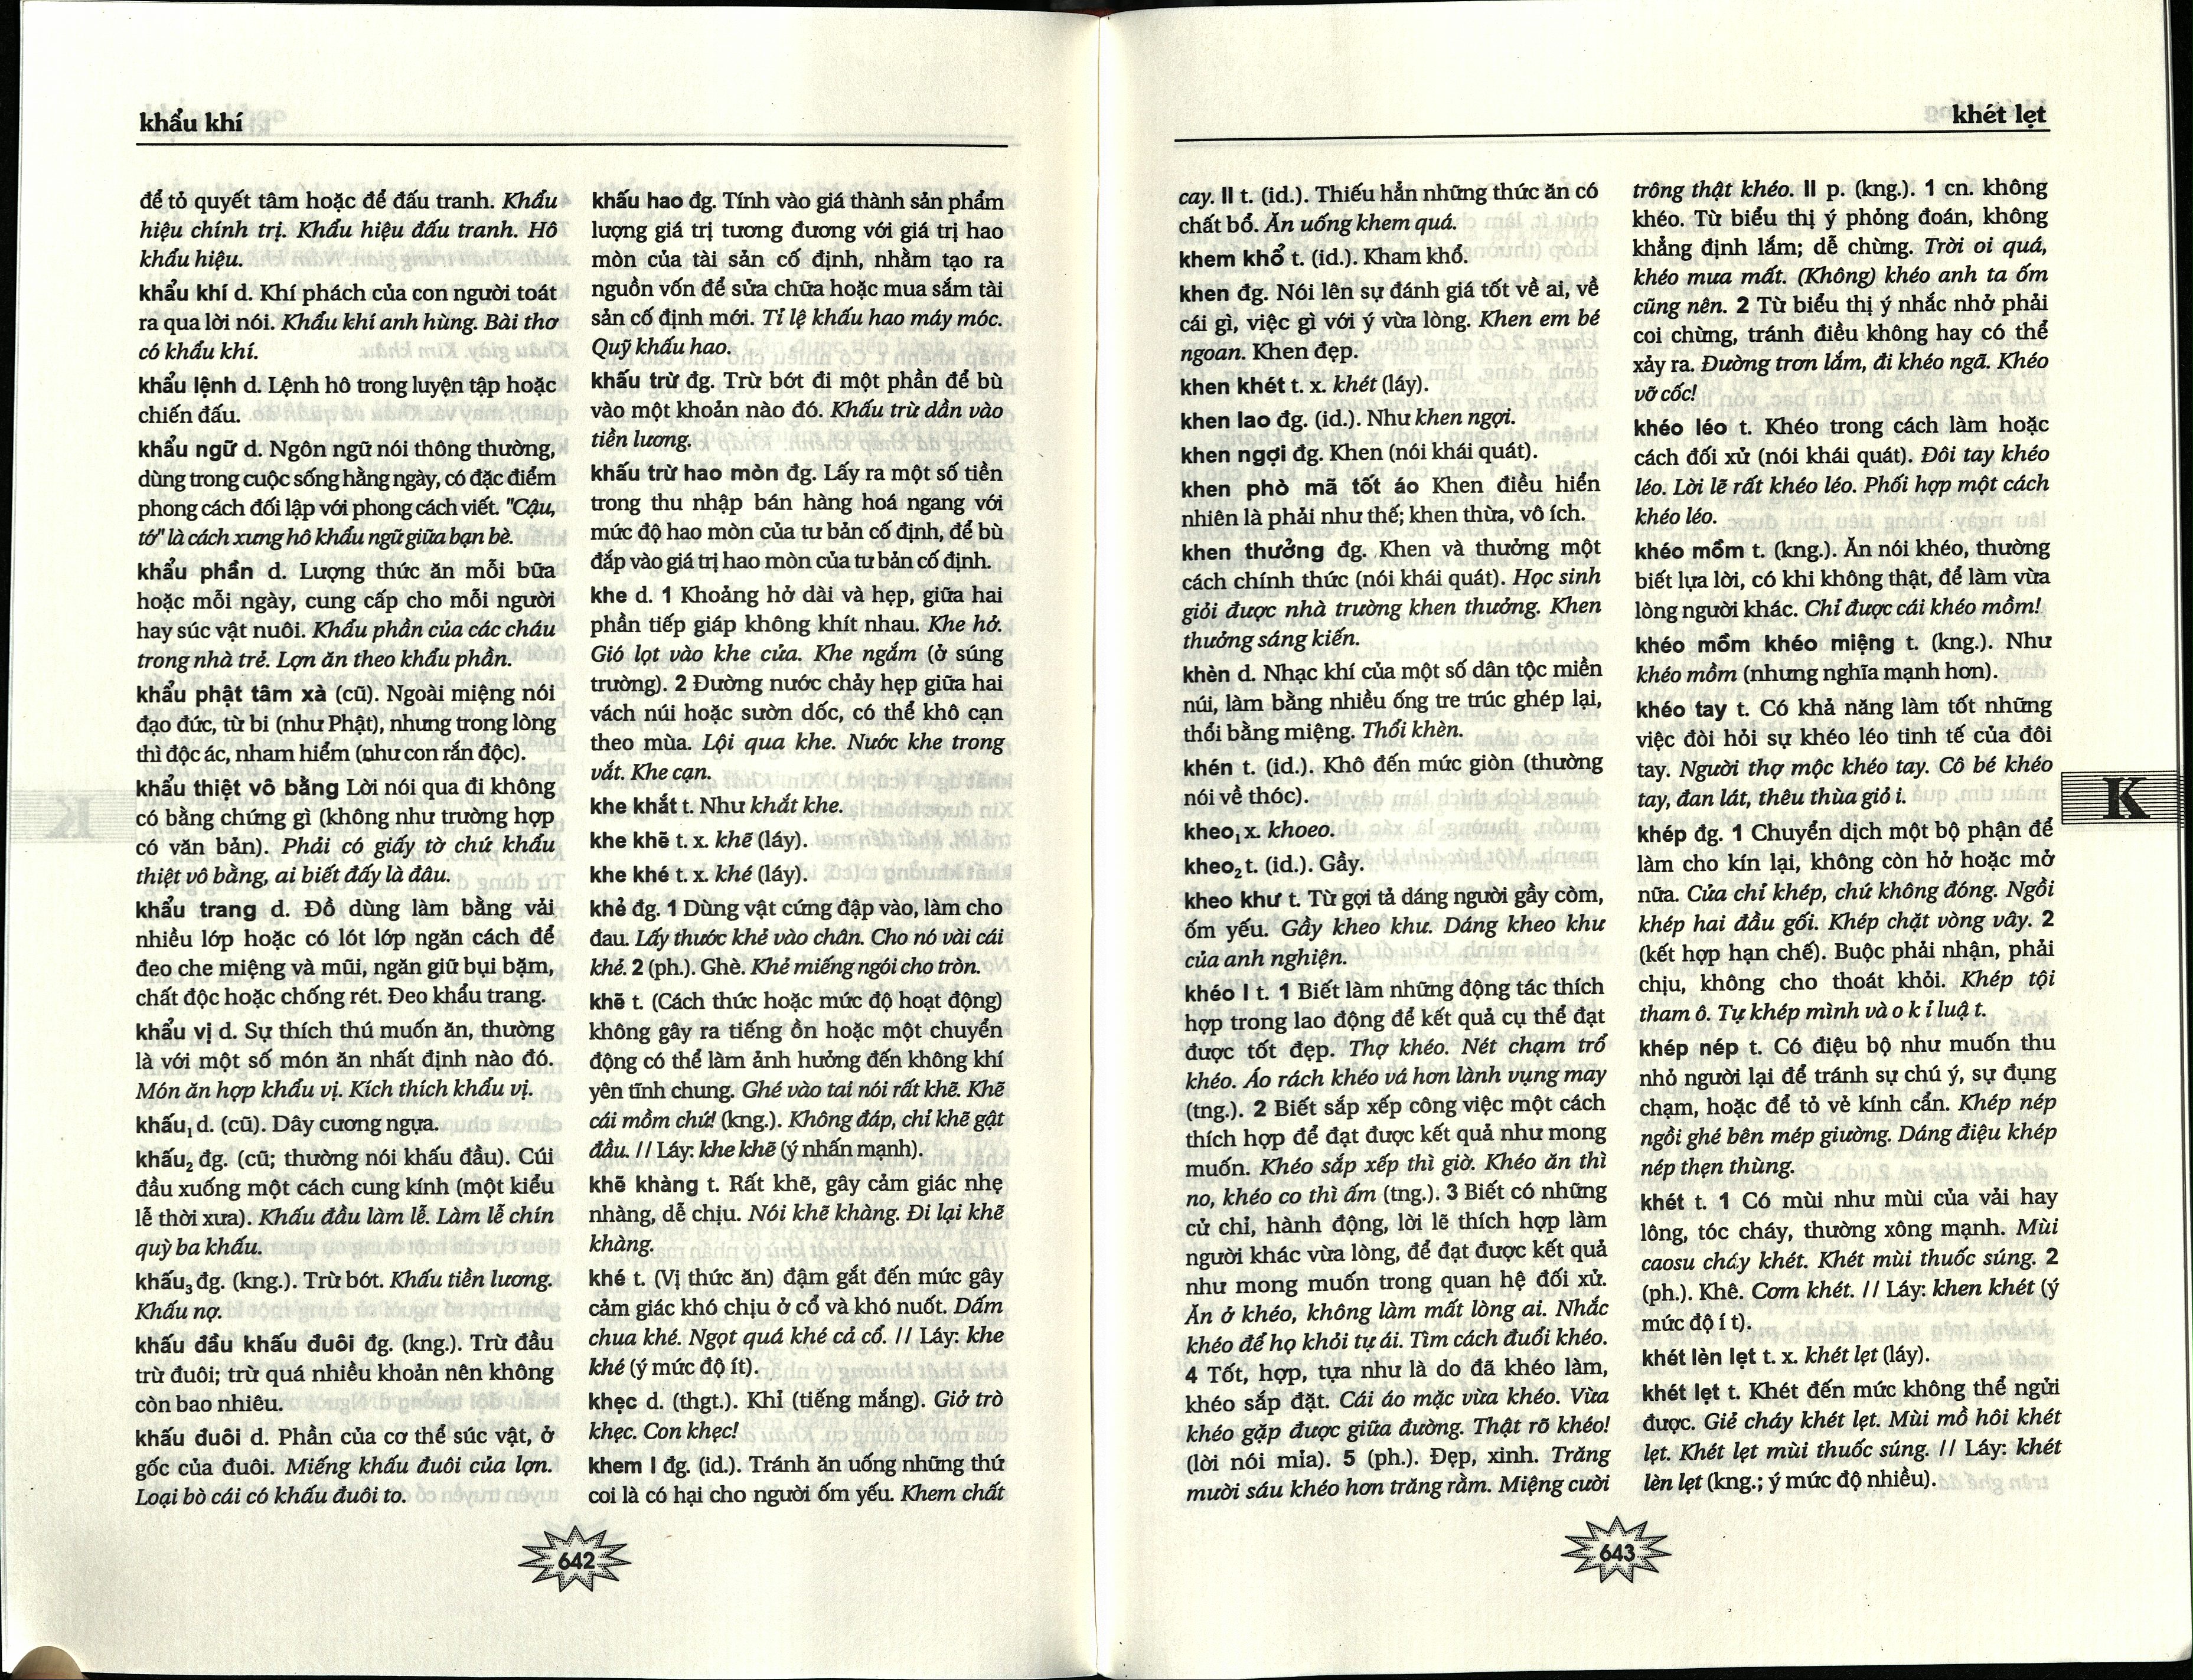 khẩu khí
để tỏ quyết tâm hoặc để đấu tranh. Khẩu
hiệu chính trị. Khẩu hiệu đấu tranh. Hô
khẩu hiệu.
khẩu khí d. Khí phách của con người toát
ra qua lời nói. Khẩu khí anh hùng. Bài thơ
có khẩu khí.
khẩu lệnh d. Lệnh hô trong luyện tập hoặc
chiến đấu.
khẩu ngữ d. Ngôn ngữ nói thông thường,
dùng trong cuộc sống hằng ngày, có đặc điểm
phong cách đối lập với phong cách viết. "Cậu,
tớ" là cách xưng hô khẩu ngữ giữa bạn bè.
khẩu phần d. Lượng thức ăn mỗi bữa
hoặc mỗi ngày, cung cấp cho mỗi người
hay súc vật nuôi. Khẩu phần của các cháu
trong nhà trẻ. Lợn ăn theo khẩu phần.
khẩu phật tâm xà (cũ). Ngoài miệng nói
đạo đức, từ bi (như Phật), nhưng trong lòng
thì độc ác, nham hiểm (như con rắn độc).
khẩu thiệt vô bằng Lời nói qua đi không
có bằng chứng gì (không như trường hợp
có văn bản). Phải có giấy tờ chứ khẩu
thiệt vô bằng, ai biết đấy là đâu.
khẩu trang d. Đồ dùng làm bằng vải
nhiều lớp hoặc có lót lớp ngăn cách để
đeo che miệng và mũi, ngăn giữ bụi bặm,
chất độc hoặc chống rét. Đeo khẩu trang.
khẩu vị d. Sự thích thú muốn ăn, thường
là với một số món ăn nhất định nào đó.
Món ăn hợp khẩu vị. Kích thích khẩu vị.
khấu₁ d. (cũ). Dây cương ngựa.
khấu₂ đg. (cũ; thường nói khấu đầu). Cúi
đầu xuống một cách cung kính (một kiểu
lễ thời xưa). Khấu đầu làm lễ. Làm lễ chín
quỳ ba khấu.
khấu₃ đg. (kng.). Trừ bớt. Khấu tiền lương.
Khấu nợ.
khấu đầu khấu đuôi đg. (kng.). Trừ đầu
trừ đuôi; trừ quá nhiều khoản nên không
còn bao nhiêu.
khấu đuôi d. Phần của cơ thể súc vật, ở
gốc của đuôi. Miếng khấu đuôi của lợn.
Loại bò cái có khấu đuôi to.
khấu hao đg. Tính vào giá thành sản phẩm
lượng giá trị tương đương với giá trị hao
mòn của tài sản cố định, nhằm tạo ra
nguồn vốn để sửa chữa hoặc mua sắm tài
sản cố định mới. Tỉ lệ khấu hao máy móc.
Quỹ khấu hao.
khấu trừ đg. Trừ bớt đi một phần để bù
vào một khoản nào đó. Khấu trừ dần vào
tiền lương.
khấu trừ hao mòn đg. Lấy ra một số tiền
trong thu nhập bán hàng hoá ngang với
mức độ hao mòn của tư bản cố định, để bù
đắp vào giá trị hao mòn của tư bản cố định.
khe d. 1 Khoảng hở dài và hẹp, giữa hai
phần tiếp giáp không khít nhau. Khe hở.
Gió lọt vào khe cửa. Khe ngắm (ở súng
trường). 2 Đường nước chảy hẹp giữa hai
vách núi hoặc sườn dốc, có thể khô cạn
theo mùa. Lội qua khe. Nước khe trong
vắt. Khe cạn.
khe khắt t. Như khắt khe.
khe khẽ t. x. khẽ (láy).
khe khé t. x. khé (láy).
khẻ đg. 1 Dùng vật cứng đập vào, làm cho
đau. Lấy thước khẻ vào chân. Cho nó vài cái
khẻ. 2 (ph.). Ghè. Khẻ miếng ngói cho tròn.
khẽ t. (Cách thức hoặc mức độ hoạt động)
không gây ra tiếng ồn hoặc một chuyển
động có thể làm ảnh hưởng đến không khí
yên tĩnh chung. Ghé vào tai nói rất khẽ. Khẽ
cái mồm chứ! (kng.). Không đáp, chỉ khẽ gật
đầu. // Láy: khe khẽ (ý nhấn mạnh).
khẽ khàng t. Rất khẽ, gây cảm giác nhẹ
nhàng, dễ chịu. Nói khẽ khàng. Đi lại khẽ
khàng.
khé t. (Vị thức ăn) đậm gắt đến mức gây
cảm giác khó chịu ở cổ và khó nuốt. Dấm
chua khé. Ngọt quá khé cả cổ. // Láy: khe
khé (ý mức độ ít).
khẹc d. (thgt.). Khỉ (tiếng mắng). Giở trò
khẹc. Con khẹc!
khem I đg. (id.). Tránh ăn uống những thứ
coi là có hại cho người ốm yếu. Khem chất
642
khét lẹt
cay. II t. (id.). Thiếu hẳn những thức ăn có
chất bổ. Ăn uống khem quá.
khem khổ t. (id.). Kham khổ.
khen đg. Nói lên sự đánh giá tốt về ai, về
cái gì, việc gì với ý vừa lòng. Khen em bé
ngoan. Khen đẹp.
khen khét t. x. khét (láy).
khen lao đg. (id.). Như khen ngợi.
khen ngợi đg. Khen (nói khái quát).
khen phò mã tốt áo Khen điều hiển
nhiên là phải như thế; khen thừa, vô ích.
khen thưởng đg. Khen và thưởng một
cách chính thức (nói khái quát). Học sinh
giỏi được nhà trường khen thưởng. Khen
thưởng sáng kiến.
khèn d. Nhạc khí của một số dân tộc miền
núi, làm bằng nhiều ống tre trúc ghép lại,
thổi bằng miệng. Thổi khèn.
khén t. (id.). Khô đến mức giòn (thường
nói về thóc).
kheo₁ x. khoeo.
kheo₂ t. (id.). Gầy.
kheo khư t. Từ gợi tả dáng người gầy còm,
ốm yếu. Gầy kheo khư. Dáng kheo khư
của anh nghiện.
khéo I t. 1 Biết làm những động tác thích
hợp trong lao động để kết quả cụ thể đạt
được tốt đẹp. Thợ khéo. Nét chạm trổ
khéo. Áo rách khéo vá hơn lành vụng may
(tng.). 2 Biết sắp xếp công việc một cách
thích hợp để đạt được kết quả như mong
muốn. Khéo sắp xếp thì giờ. Khéo ăn thì
no, khéo co thì ấm (tng.). 3 Biết có những
cử chỉ, hành động, lời lẽ thích hợp làm
người khác vừa lòng, để đạt được kết quả
như mong muốn trong quan hệ đối xử.
Ăn ở khéo, không làm mất lòng ai. Nhắc
khéo để họ khỏi tự ái. Tìm cách đuổi khéo.
4 Tốt, hợp, tựa như là do đã khéo làm,
khéo sắp đặt. Cái áo mặc vừa khéo. Vừa
khéo gặp được giữa đường. Thật rõ khéo!
(lời nói mỉa). 5 (ph.). Đẹp, xinh. Trăng
mười sáu khéo hơn trăng rằm. Miệng cười
trông thật khéo. II p. (kng.). 1 cn. không
khéo. Từ biểu thị ý phỏng đoán, không
khẳng định lắm; dễ chừng. Trời oi quá,
khéo mưa mất. (Không) khéo anh ta ốm
cũng nên. 2 Từ biểu thị ý nhắc nhở phải
coi chừng, tránh điều không hay có thể
xảy ra. Đường trơn lắm, đi khéo ngã. Khéo
vỡ cốc!
khéo léo t. Khéo trong cách làm hoặc
cách đối xử (nói khái quát). Đôi tay khéo
léo. Lời lẽ rất khéo léo. Phối hợp một cách
khéo léo.
khéo mồm t. (kng.). Ăn nói khéo, thường
biết lựa lời, có khi không thật, để làm vừa
lòng người khác. Chỉ được cái khéo mồm!
khéo mồm khéo miệng t. (kng.). Như
khéo mồm (nhưng nghĩa mạnh hơn).
khéo tay t. Có khả năng làm tốt những
việc đòi hỏi sự khéo léo tinh tế của đôi
tay. Người thợ mộc khéo tay. Cô bé khéo
tay, đan lát, thêu thùa giỏ i.
khép đg. 1 Chuyển dịch một bộ phận để
làm cho kín lại, không còn hở hoặc mở
nữa. Cửa chỉ khép, chứ không đóng. Ngồi
khép hai đầu gối. Khép chặt vòng vây. 2
(kết hợp hạn chế). Buộc phải nhận, phải
chịu, không cho thoát khỏi. Khép tội
tham ô. Tự khép mình và o k ỉ luậ t.
khép nép t. Có điệu bộ như muốn thu
nhỏ người lại để tránh sự chú ý, sự đụng
chạm, hoặc để tỏ vẻ kính cẩn. Khép nép
ngồi ghé bên mép giường. Dáng điệu khép
nép thẹn thùng.
khét t. 1 Có mùi như mùi của vải hay
lông, tóc cháy, thường xông mạnh. Mùi
caosu cháy khét. Khét mùi thuốc súng. 2
(ph.). Khê. Cơm khét. // Láy: khen khét (ý
mức độ í t).
khét lèn lẹt t. x. khét lẹt (láy).
khét lẹt t. Khét đến mức không thể ngửi
được. Giẻ cháy khét lẹt. Mùi mồ hôi khét
lẹt. Khét lẹt mùi thuốc súng. // Láy: khét
lèn lẹt (kng.; ý mức độ nhiều).
K
643